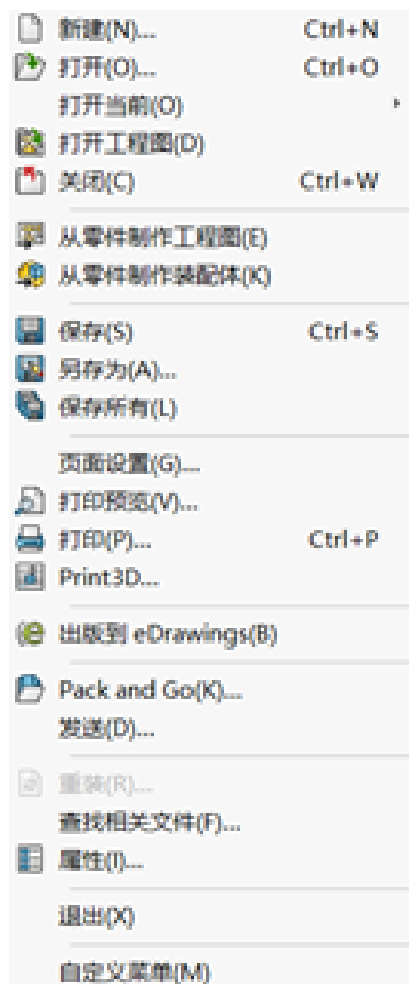 新建(N)... Ctrl+N
打开(O)... Ctrl+O
打开当前(O)
打开工程图(D)
关闭(C) Ctrl+W
从零件制作工程图(E)
从零件制作装配体(K)
保存(S) Ctrl+S
另存为(A)...
保存所有(L)
页面设置(G)...
打印预览(V)...
打印(P)... Ctrl+P
Print3D...
出版到 eDrawings(B)
Pack and Go(K)...
发送(D)...
重装(R)...
查找相关文件(F)...
属性(I)...
退出(X)
自定义菜单(M)